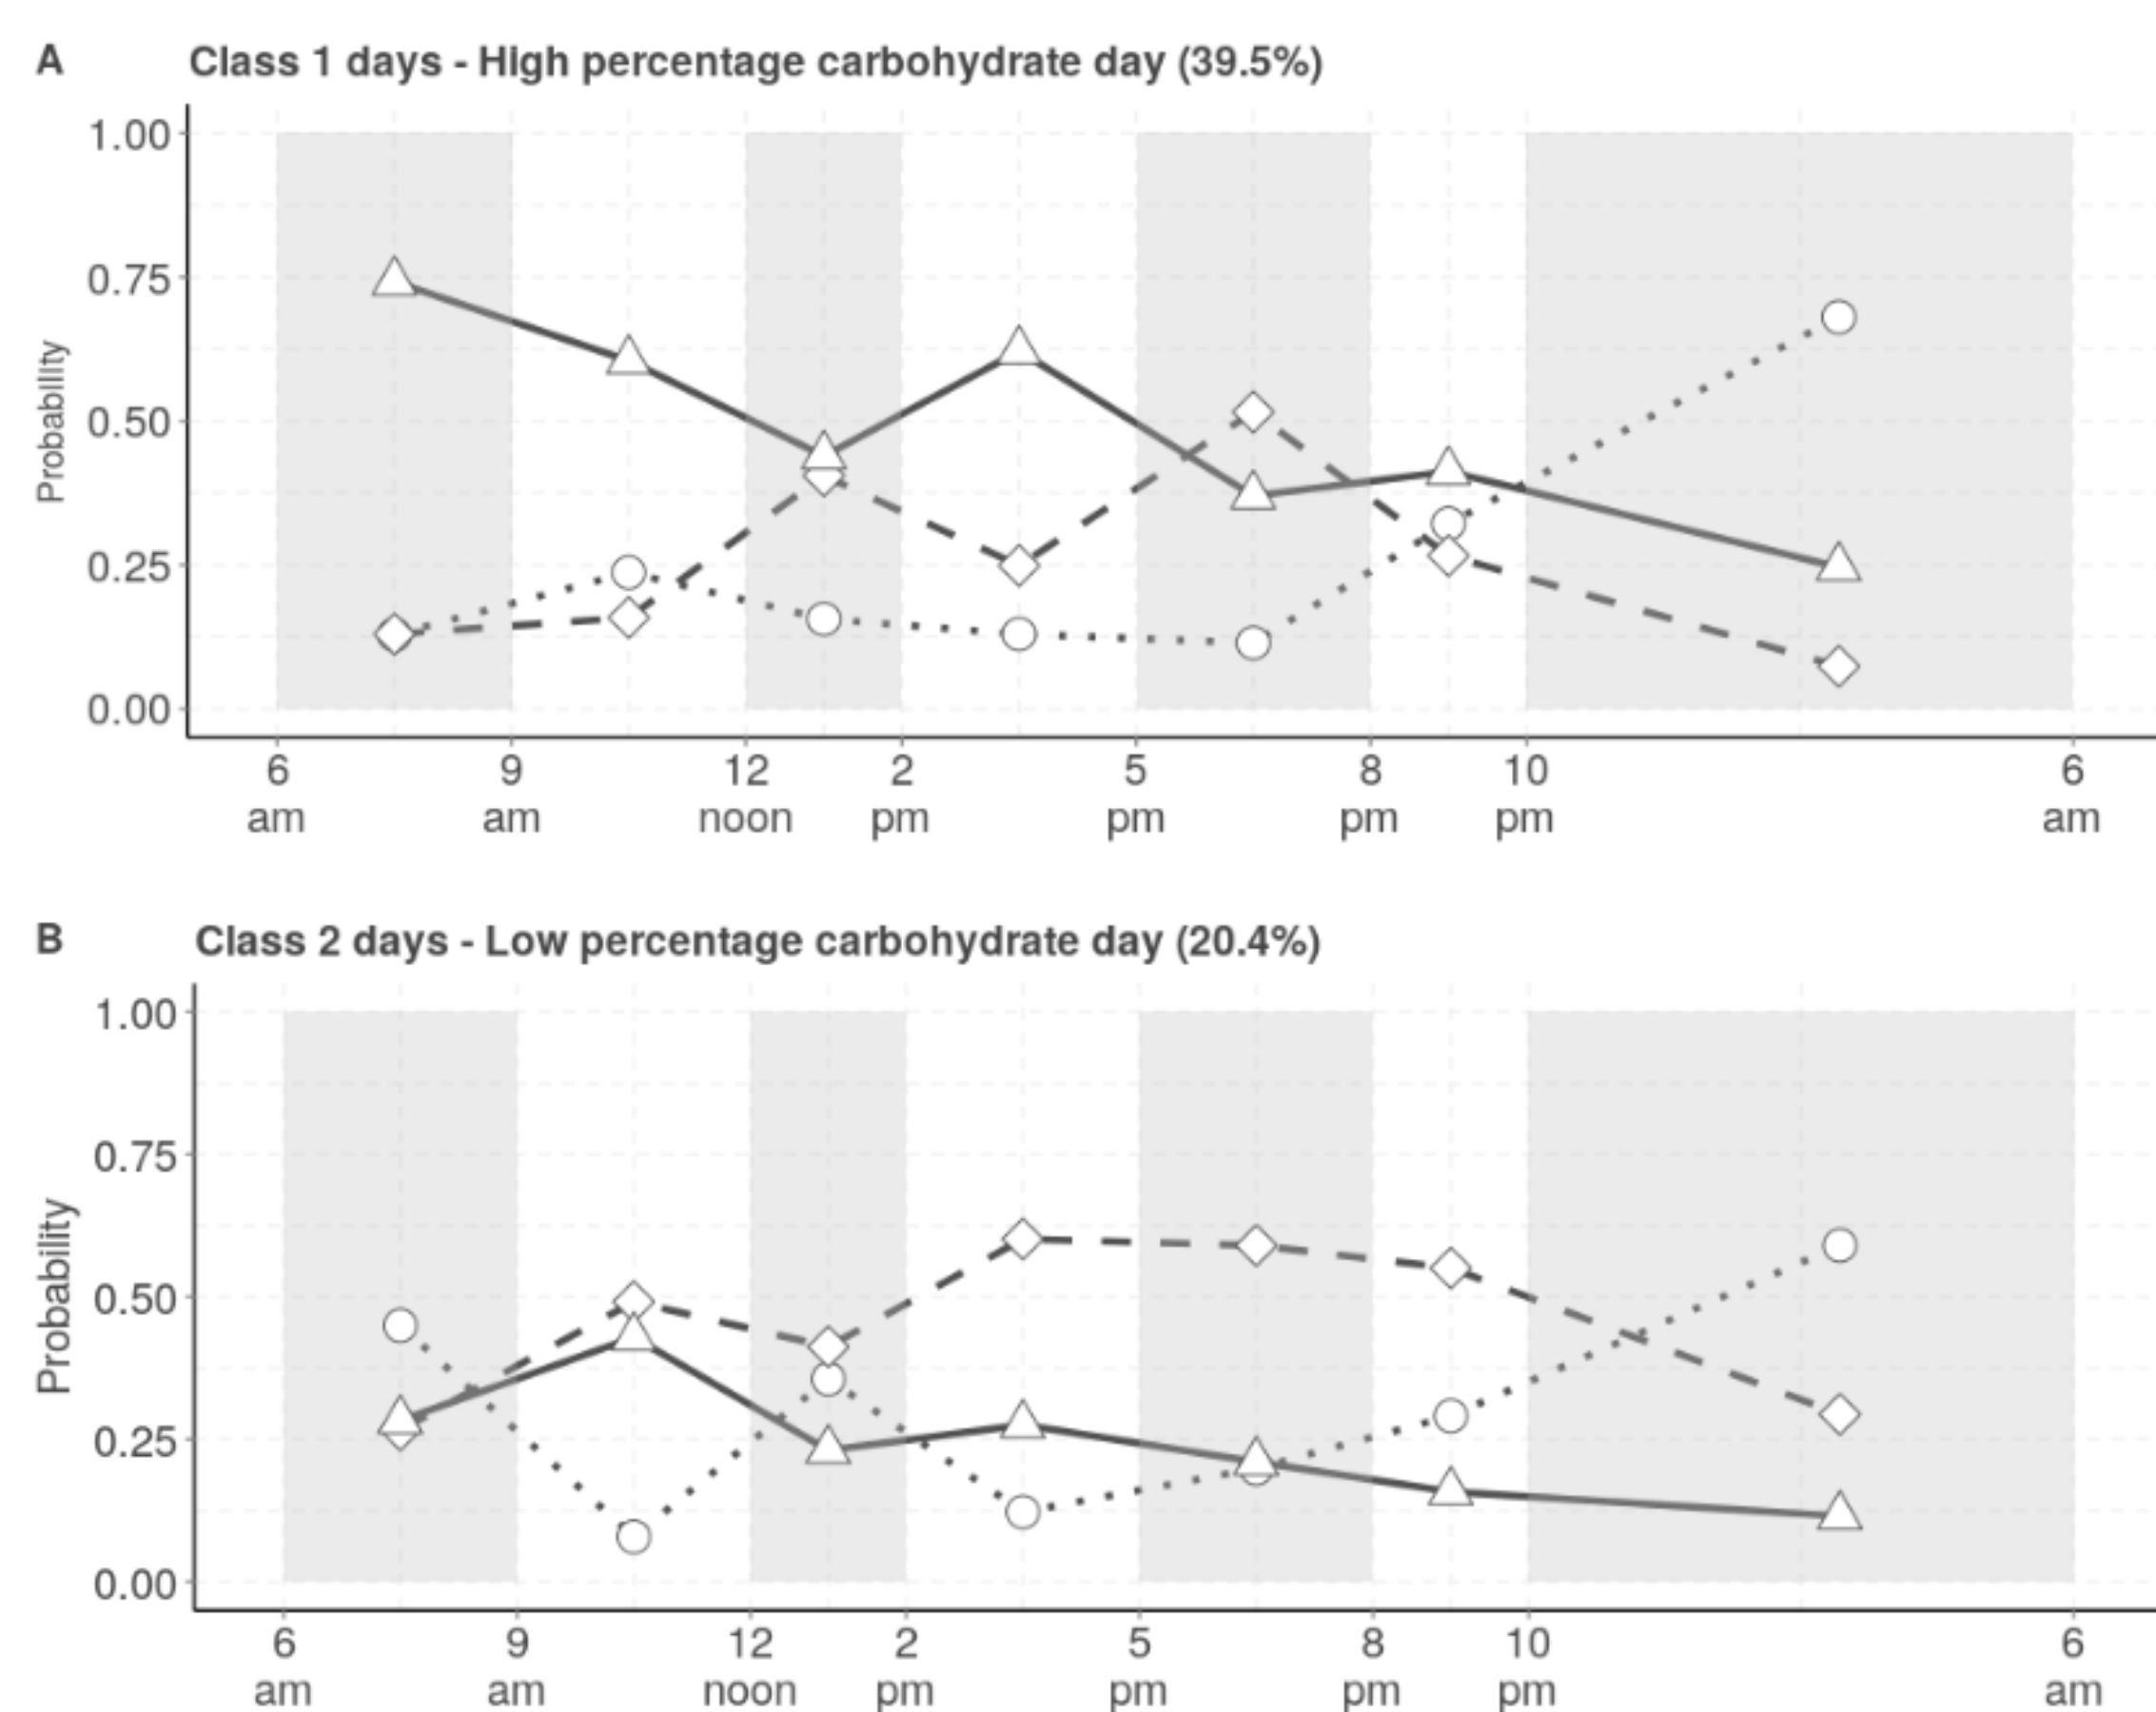 A Class 1 days - High percentage carbohydrate day (39.5%)
1.00
0.75
0.50
0.25
0.00
Probability
6 am 9 am 12 noon 2 pm 5 pm 8 pm 10 pm 6 am
B Class 2 days - Low percentage carbohydrate day (20.4%)
1.00
0.75
0.50
0.25
0.00
Probability
6 am 9 am 12 noon 2 pm 5 pm 8 pm 10 pm 6 am